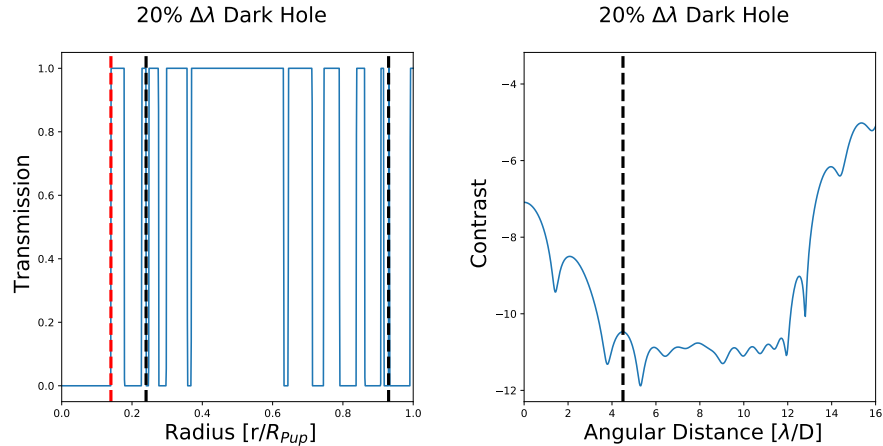 20% Δλ Dark Hole
Transmission
1.0
0.8
0.6
0.4
0.2
0.0
0.0 0.2 0.4 0.6 0.8 1.0
Radius [r/R_Pup]
20% Δλ Dark Hole
Contrast
−4
−6
−8
−10
−12
0 2 4 6 8 10 12 14 16
Angular Distance [λ/D]